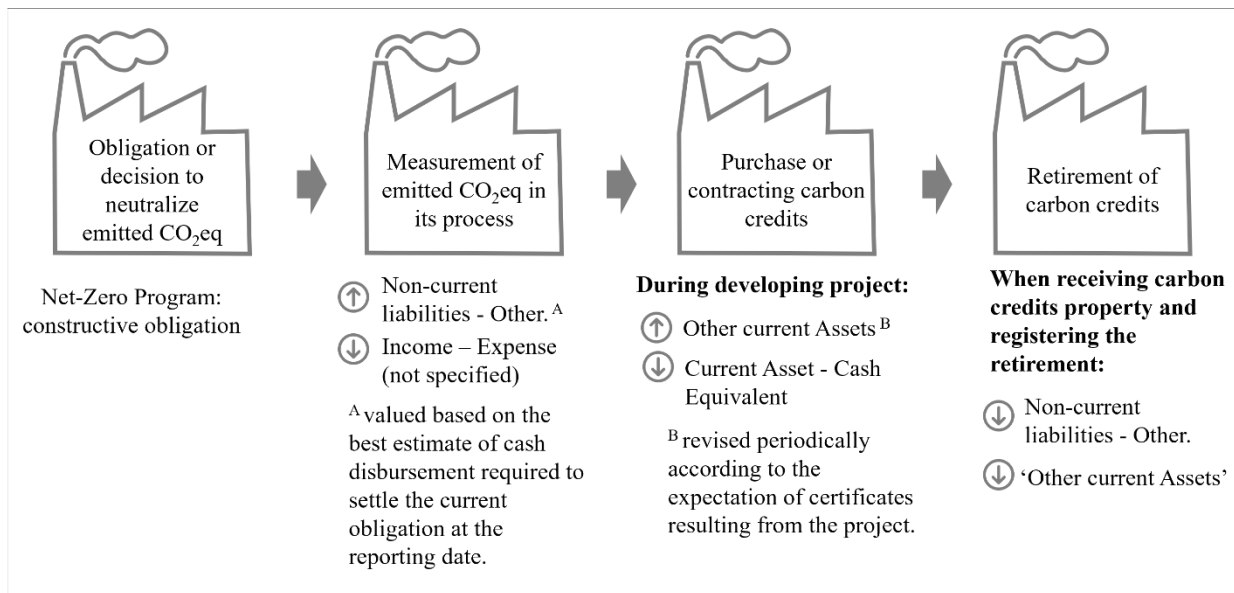 Obligation or
decision to
neutralize
emitted CO₂eq
Net-Zero Program:
constructive obligation
Measurement of
emitted CO₂eq in
its process
Non-current
liabilities - Other. A
Income – Expense
(not specified)
A valued based on the
best estimate of cash
disbursement required to
settle the current
obligation at the
reporting date.
Purchase or
contracting carbon
credits
During developing project:
Other current Assets B
Current Asset - Cash
Equivalent
B revised periodically
according to the
expectation of certificates
resulting from the project.
Retirement of
carbon credits
When receiving carbon
credits property and
registering the
retirement:
Non-current
liabilities - Other.
‘Other current Assets’